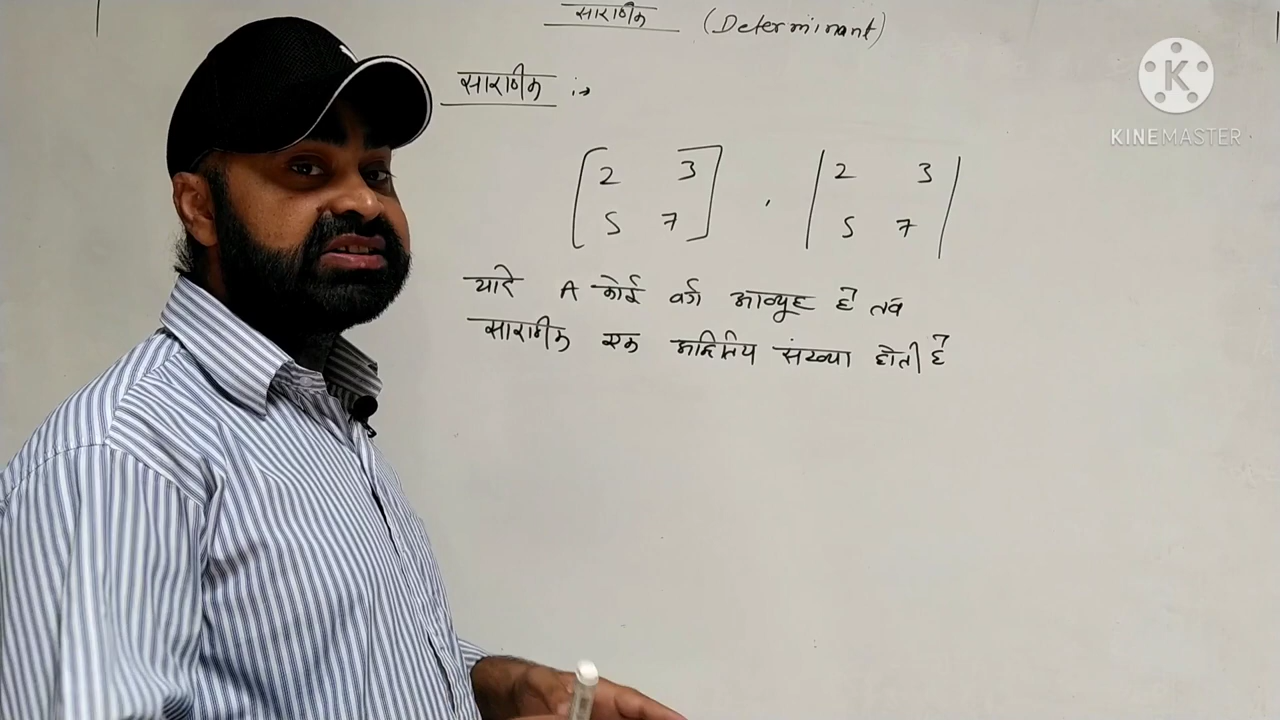 सारणीक (Determinant)
सारणीक :→
[2 3] , |2 3|
[5 7] |5 7|
यदि A कोई वर्ग आव्यूह है तब
सारणीक एक अद्वितिय संख्या होती है
K
KINEMASTER